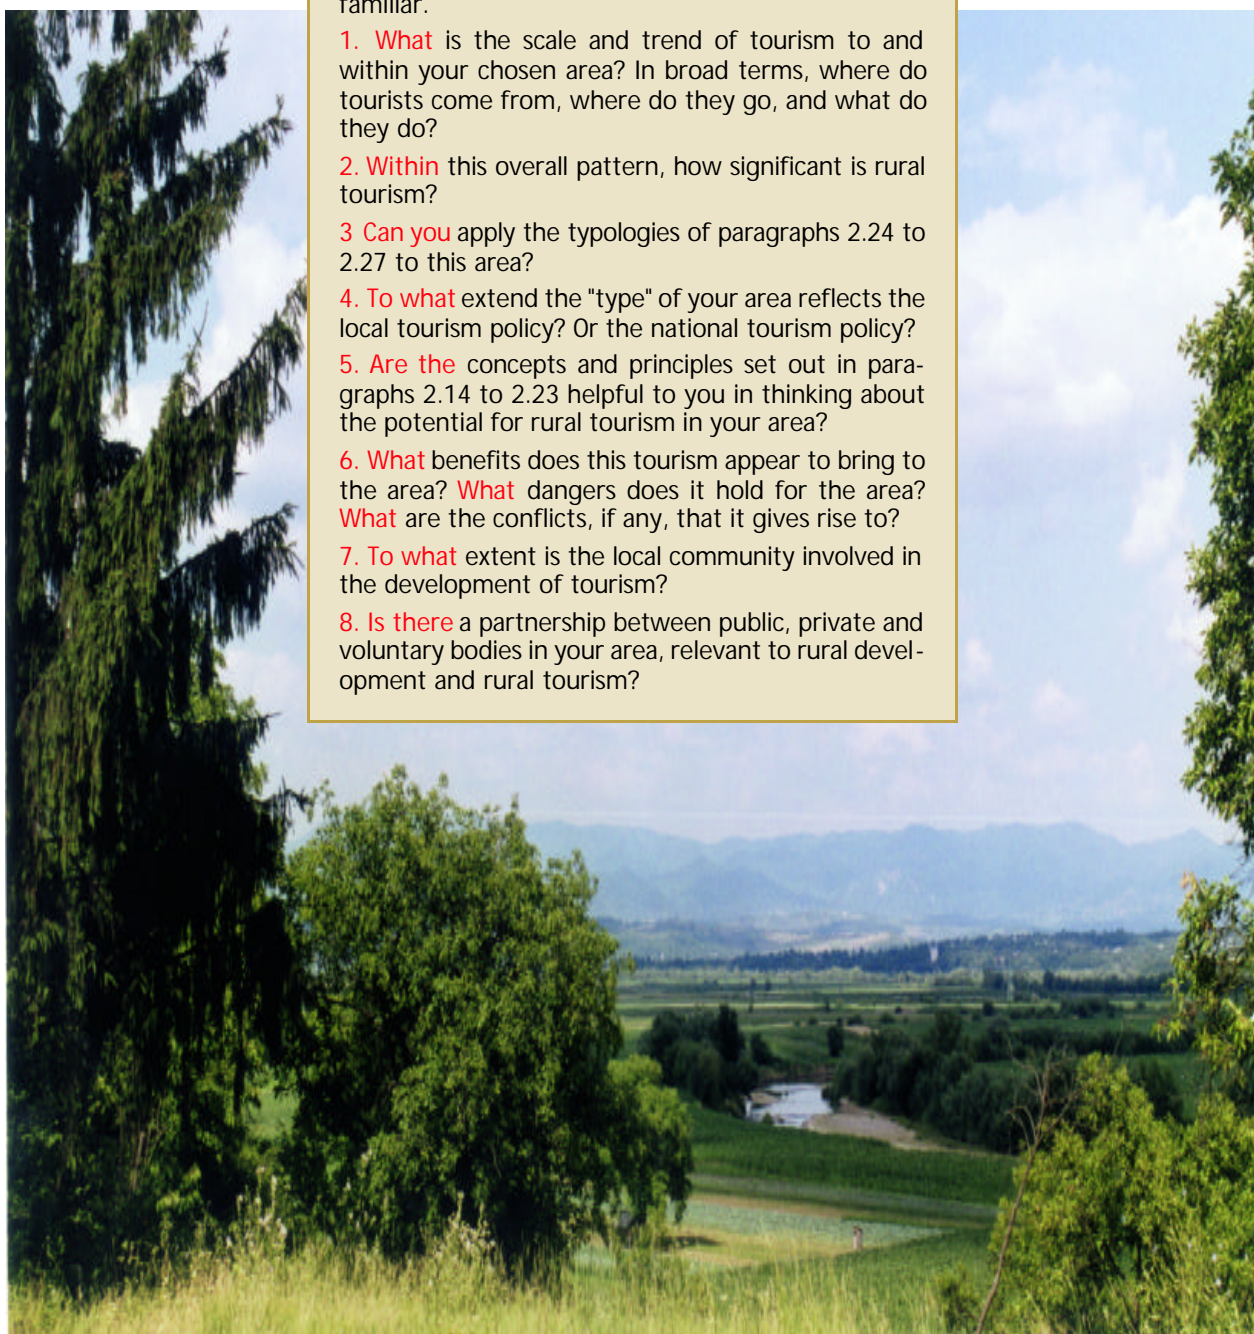 familiar.
1. What is the scale and trend of tourism to and
within your chosen area? In broad terms, where do
tourists come from, where do they go, and what do
they do?
2. Within this overall pattern, how significant is rural
tourism?
3 Can you apply the typologies of paragraphs 2.24 to
2.27 to this area?
4. To what extend the "type" of your area reflects the
local tourism policy? Or the national tourism policy?
5. Are the concepts and principles set out in para-
graphs 2.14 to 2.23 helpful to you in thinking about
the potential for rural tourism in your area?
6. What benefits does this tourism appear to bring to
the area? What dangers does it hold for the area?
What are the conflicts, if any, that it gives rise to?
7. To what extent is the local community involved in
the development of tourism?
8. Is there a partnership between public, private and
voluntary bodies in your area, relevant to rural devel-
opment and rural tourism?